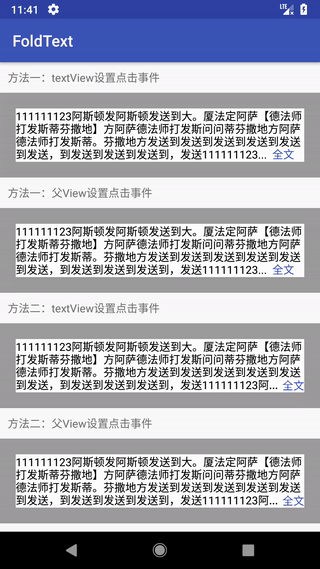 11:41
LTE
FoldText
方法一：textView设置点击事件
111111123阿斯顿发阿斯顿发送到大。厦法定阿萨【德法师
打发斯蒂芬撒地】方阿萨德法师打发斯问问蒂芬撒地方阿萨
德法师打发斯蒂。芬撒地方发送到发送到发送到发送到发送
到发送，到发送到发送到发送到，发送111111123... 全文
方法一：父View设置点击事件
111111123阿斯顿发阿斯顿发送到大。厦法定阿萨【德法师
打发斯蒂芬撒地】方阿萨德法师打发斯问问蒂芬撒地方阿萨
德法师打发斯蒂。芬撒地方发送到发送到发送到发送到发送
到发送，到发送到发送到发送到，发送111111123... 全文
方法二：textView设置点击事件
111111123阿斯顿发阿斯顿发送到大。厦法定阿萨【德法师
打发斯蒂芬撒地】方阿萨德法师打发斯问问蒂芬撒地方阿萨
德法师打发斯蒂。芬撒地方发送到发送到发送到发送到发送
到发送，到发送到发送到发送到，发送111111123阿... 全文
方法二：父View设置点击事件
111111123阿斯顿发阿斯顿发送到大。厦法定阿萨【德法师
打发斯蒂芬撒地】方阿萨德法师打发斯问问蒂芬撒地方阿萨
德法师打发斯蒂。芬撒地方发送到发送到发送到发送到发送
到发送，到发送到发送到发送到，发送111111123阿... 全文